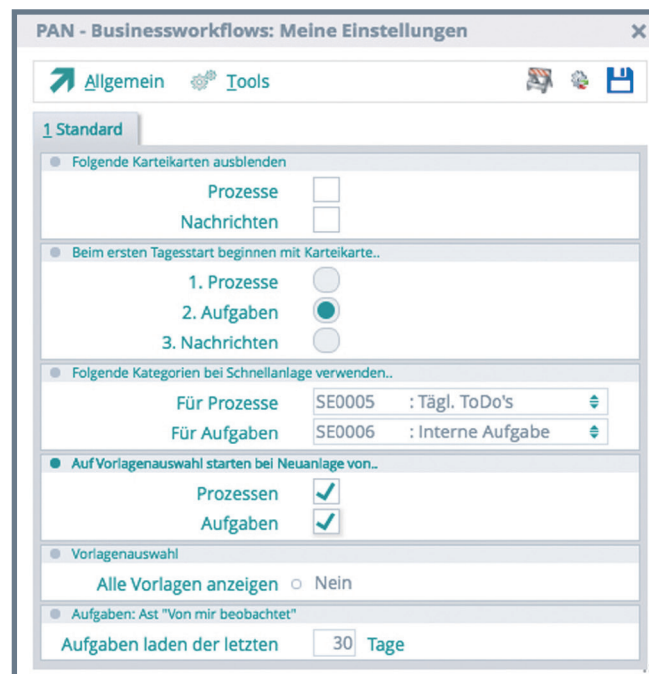 PAN - Businessworkflows: Meine Einstellungen
Allgemein Tools
1 Standard
Folgende Karteikarten ausblenden
Prozesse
Nachrichten
Beim ersten Tagesstart beginnen mit Karteikarte..
1. Prozesse
2. Aufgaben
3. Nachrichten
Folgende Kategorien bei Schnellanlage verwenden..
Für Prozesse SE0005 : Tägl. ToDo's
Für Aufgaben SE0006 : Interne Aufgabe
Auf Vorlagenauswahl starten bei Neuanlage von..
Prozessen
Aufgaben
Vorlagenauswahl
Alle Vorlagen anzeigen Nein
Aufgaben: Ast "Von mir beobachtet"
Aufgaben laden der letzten 30 Tage